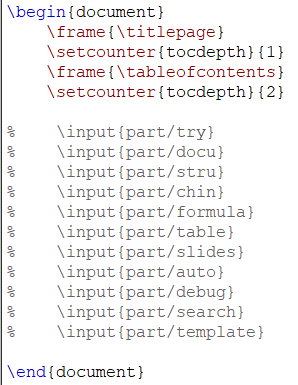 \begin{document}
    \frame{\titlepage}
    \setcounter{tocdepth}{1}
    \frame{\tableofcontents}
    \setcounter{tocdepth}{2}

%    \input{part/try}
%    \input{part/docu}
%    \input{part/stru}
%    \input{part/chin}
%    \input{part/formula}
%    \input{part/table}
%    \input{part/slides}
%    \input{part/auto}
%    \input{part/debug}
%    \input{part/search}
%    \input{part/template}

\end{document}